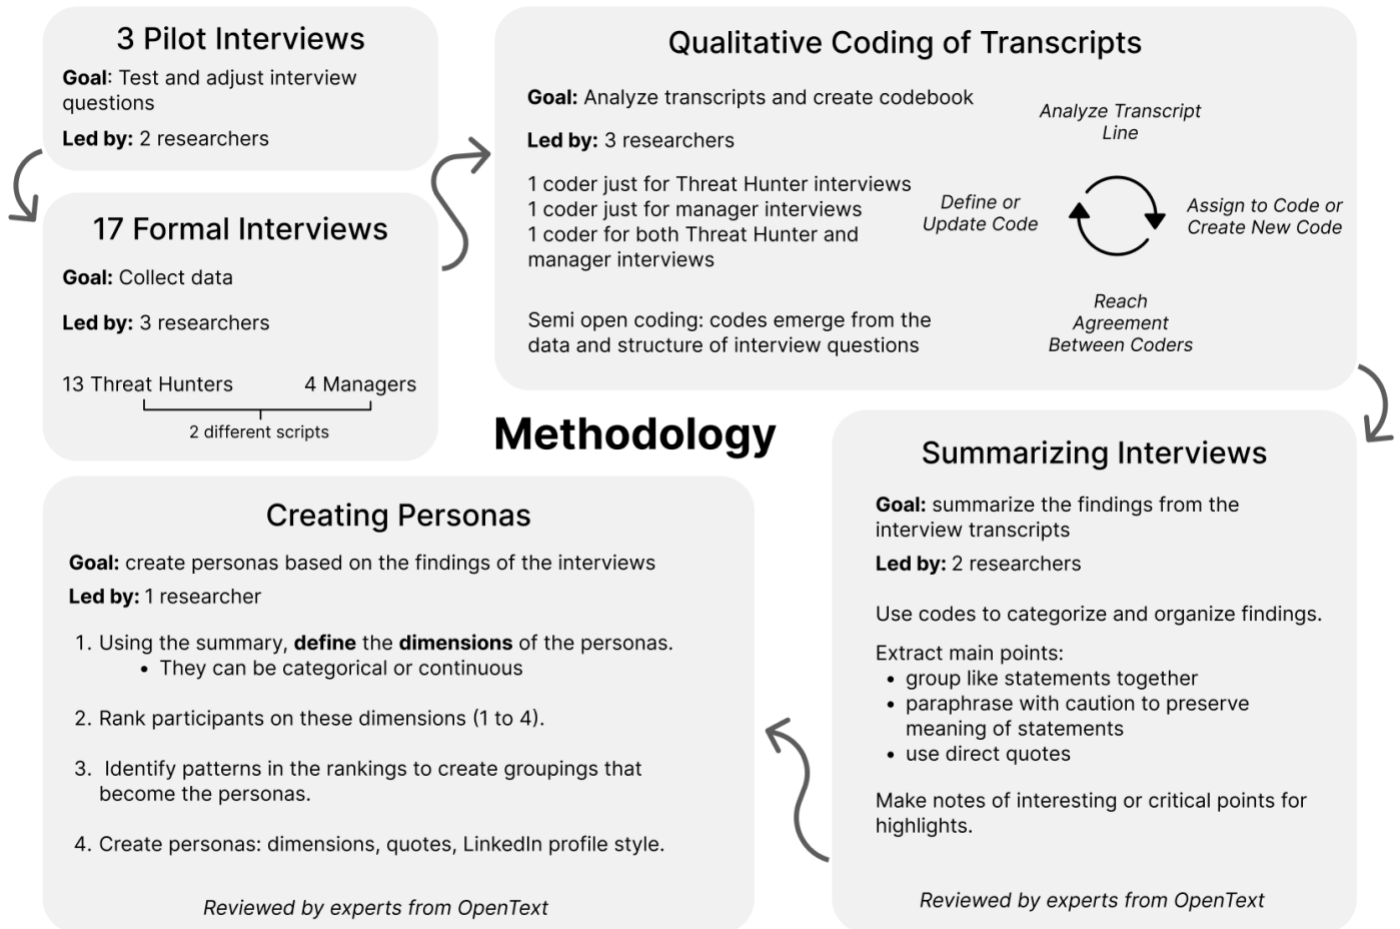 3 Pilot Interviews
Goal: Test and adjust interview
questions
Led by: 2 researchers
17 Formal Interviews
Goal: Collect data
Led by: 3 researchers
13 Threat Hunters
4 Managers
2 different scripts
Qualitative Coding of Transcripts
Goal: Analyze transcripts and create codebook
Led by: 3 researchers
1 coder just for Threat Hunter interviews
1 coder just for manager interviews
1 coder for both Threat Hunter and
manager interviews
Semi open coding: codes emerge from the
data and structure of interview questions
Analyze Transcript
Line
Assign to Code or
Create New Code
Reach
Agreement
Between Coders
Define or
Update Code
Methodology
Summarizing Interviews
Goal: summarize the findings from the
interview transcripts
Led by: 2 researchers
Use codes to categorize and organize findings.
Extract main points:
• group like statements together
• paraphrase with caution to preserve
meaning of statements
• use direct quotes
Make notes of interesting or critical points for
highlights.
Reviewed by experts from OpenText
Creating Personas
Goal: create personas based on the findings of the interviews
Led by: 1 researcher
1. Using the summary, define the dimensions of the personas.
• They can be categorical or continuous
2. Rank participants on these dimensions (1 to 4).
3. Identify patterns in the rankings to create groupings that
become the personas.
4. Create personas: dimensions, quotes, LinkedIn profile style.
Reviewed by experts from OpenText